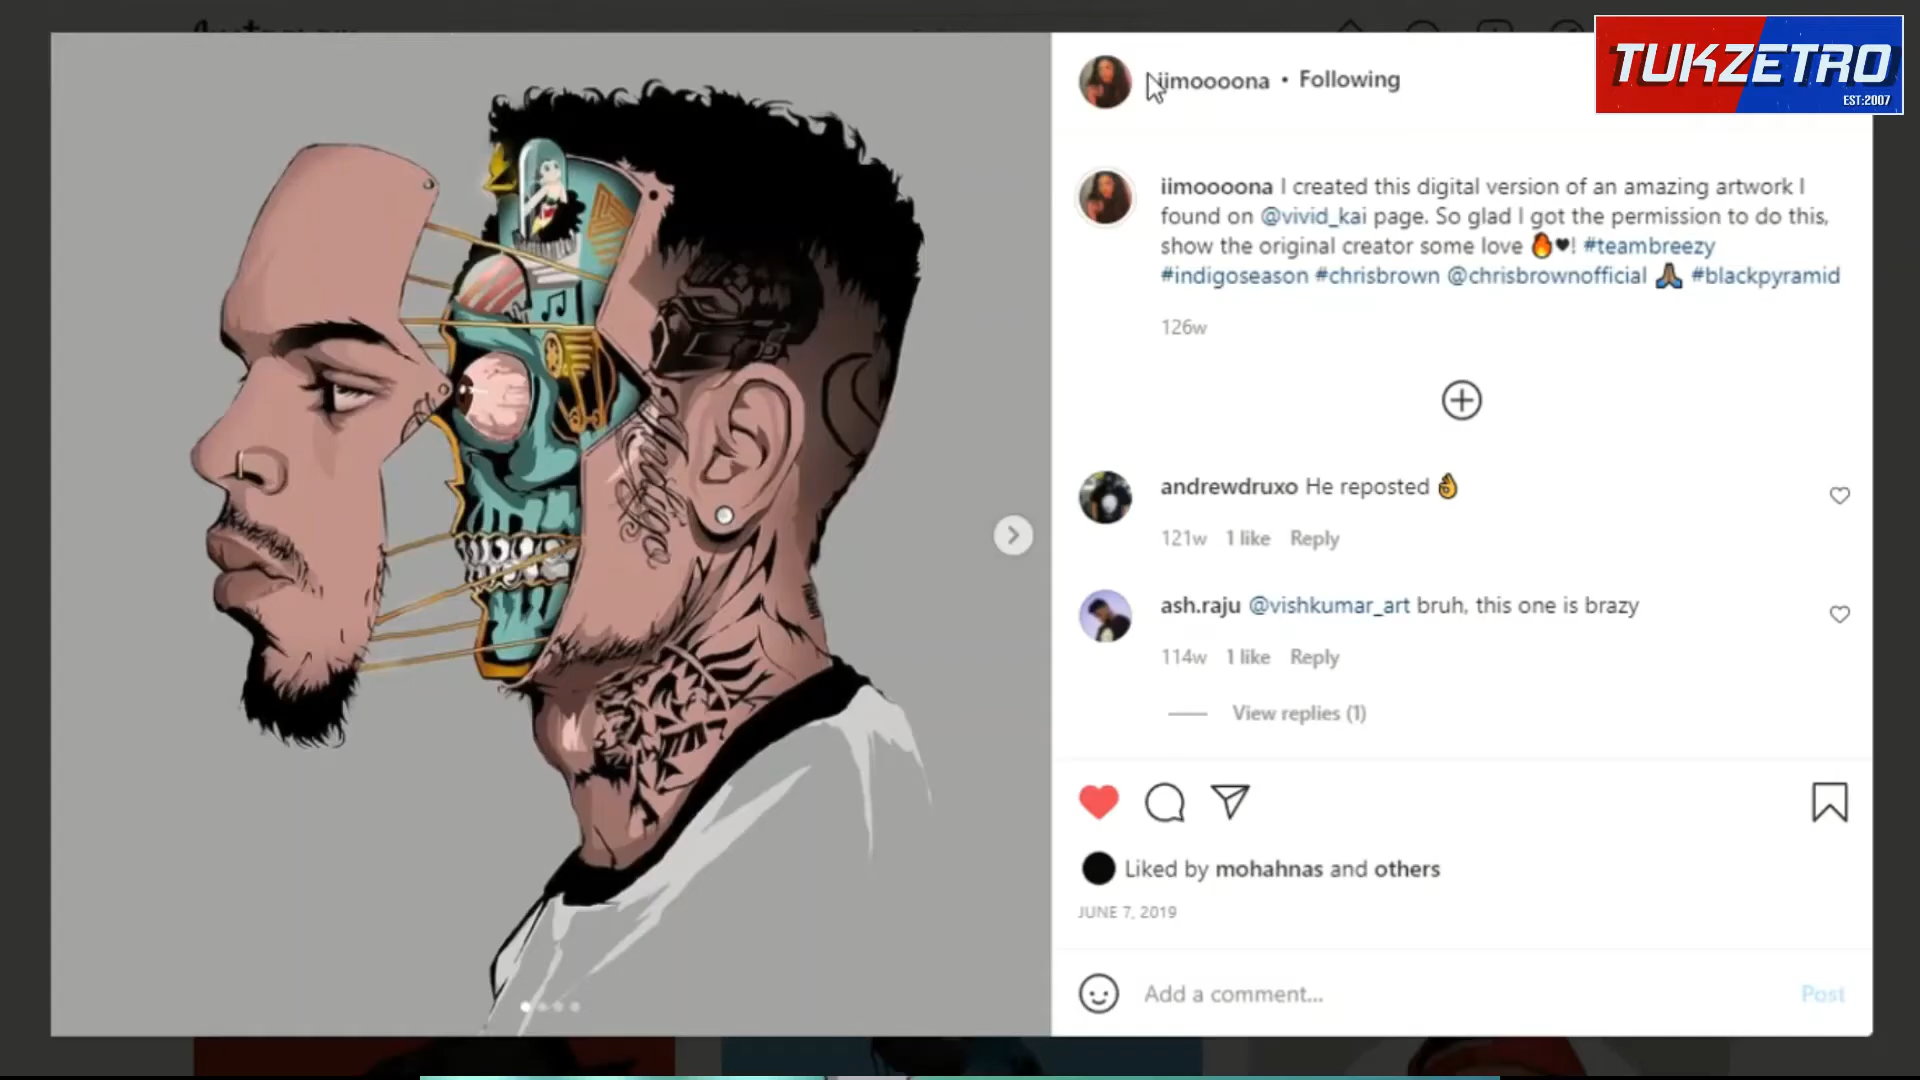 TUKZETRO
EST:2007
iimoooona • Following
iimoooona I created this digital version of an amazing artwork I
found on @vivid_kai page. So glad I got the permission to do this,
show the original creator some love 🔥♥! #teambreezy
#indigoseason #chrisbrown @chrisbrownofficial 🙏🏾 #blackpyramid
126w
andrewdruxo He reposted 👌
121w 1 like Reply
ash.raju @vishkumar_art bruh, this one is brazy
114w 1 like Reply
View replies (1)
Liked by mohahnas and others
JUNE 7, 2019
Add a comment...
Post